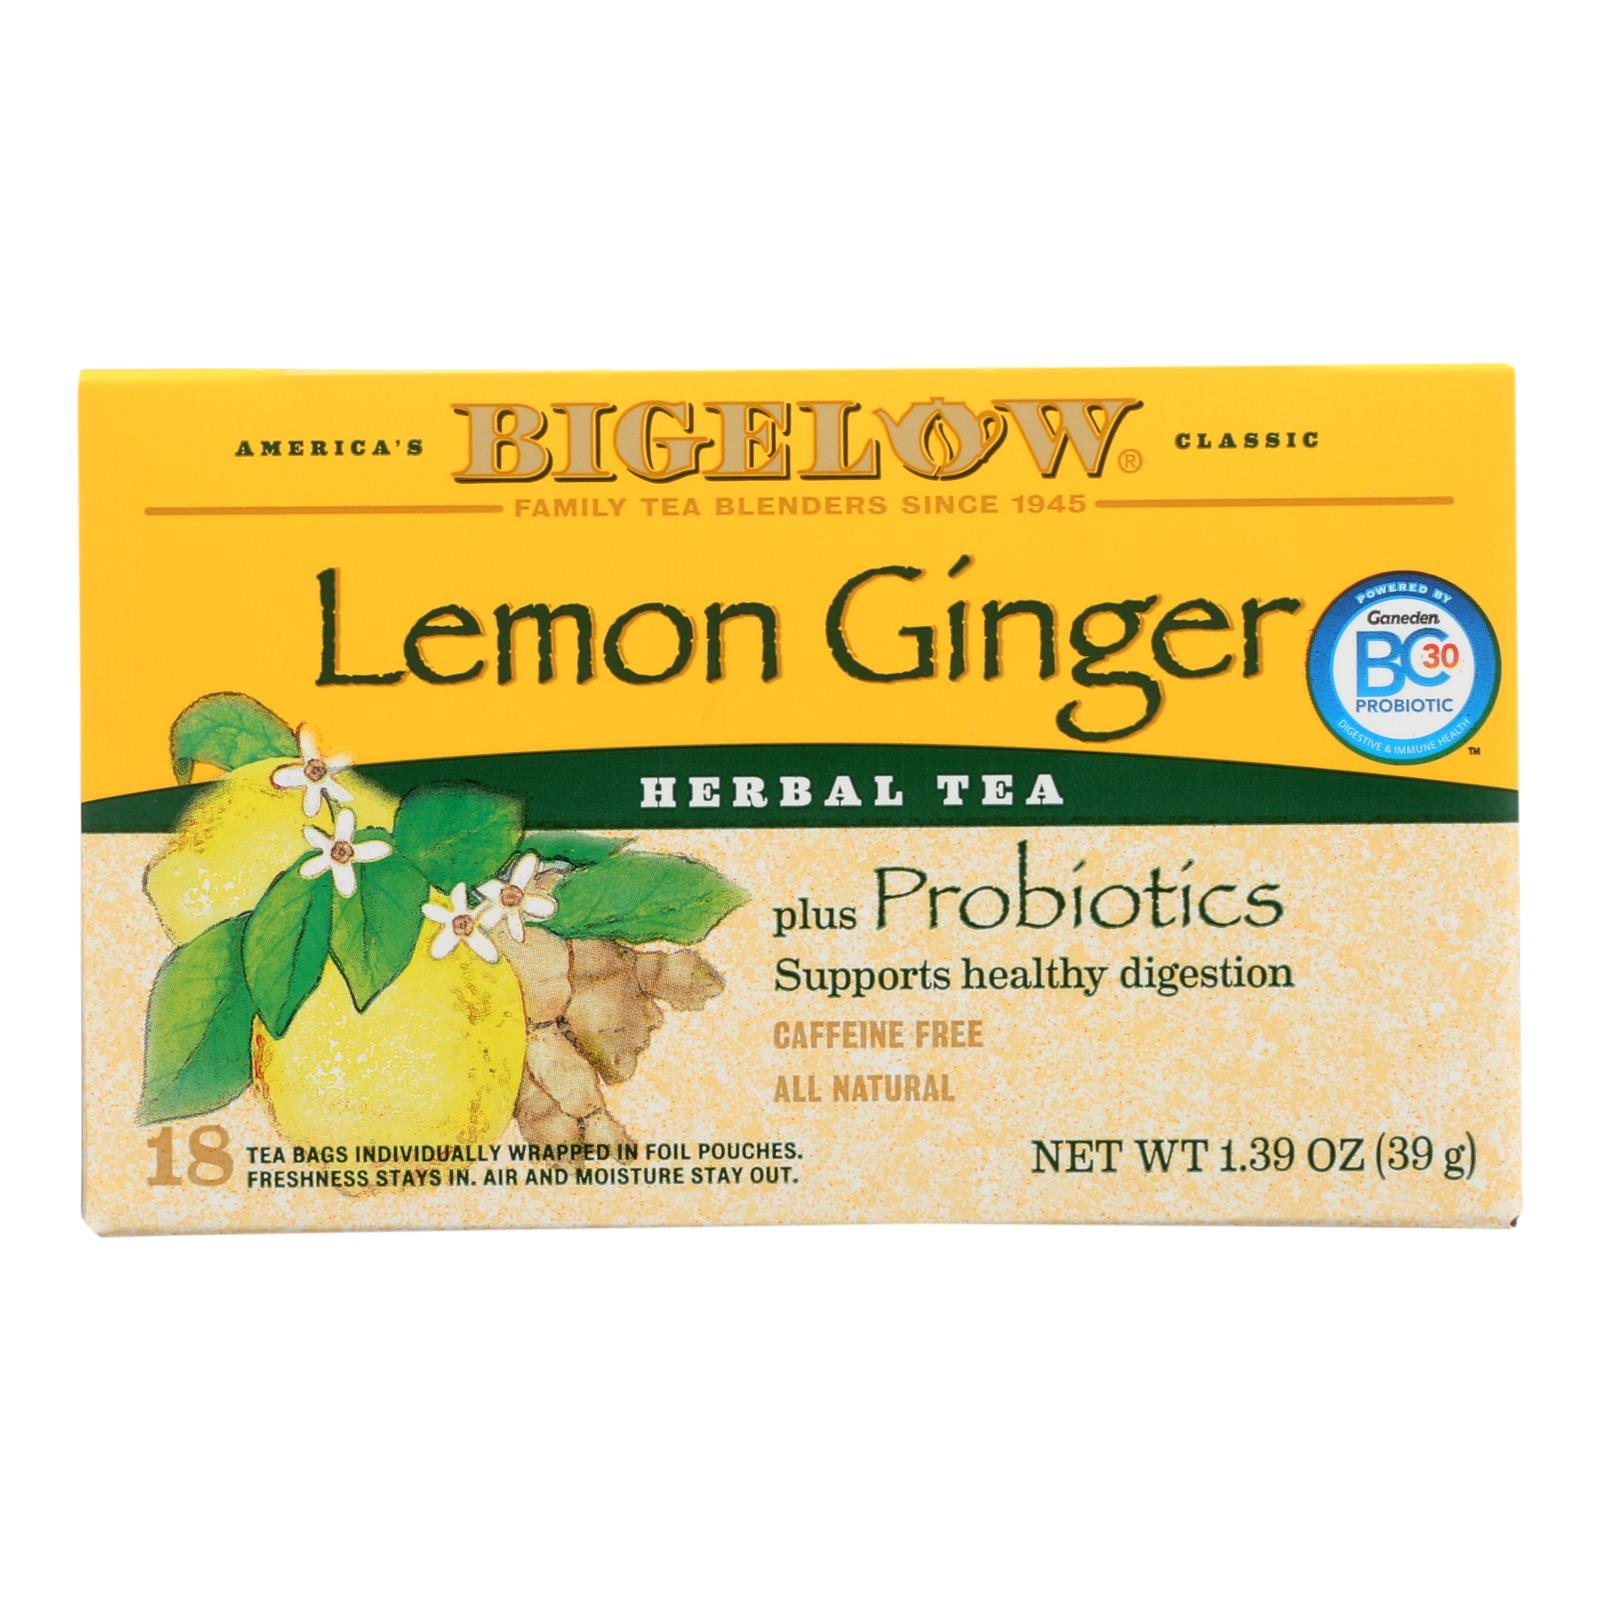 AMERICA'S BIGELOW® CLASSIC
FAMILY TEA BLENDERS SINCE 1945
Lemon Ginger
POWERED BY
Ganeden
BC30
PROBIOTIC
DIGESTIVE & IMMUNE HEALTH
™
HERBAL TEA
plus Probiotics
Supports healthy digestion
CAFFEINE FREE
ALL NATURAL
18 TEA BAGS INDIVIDUALLY WRAPPED IN FOIL POUCHES.
FRESHNESS STAYS IN. AIR AND MOISTURE STAY OUT.
NET WT 1.39 OZ (39 g)